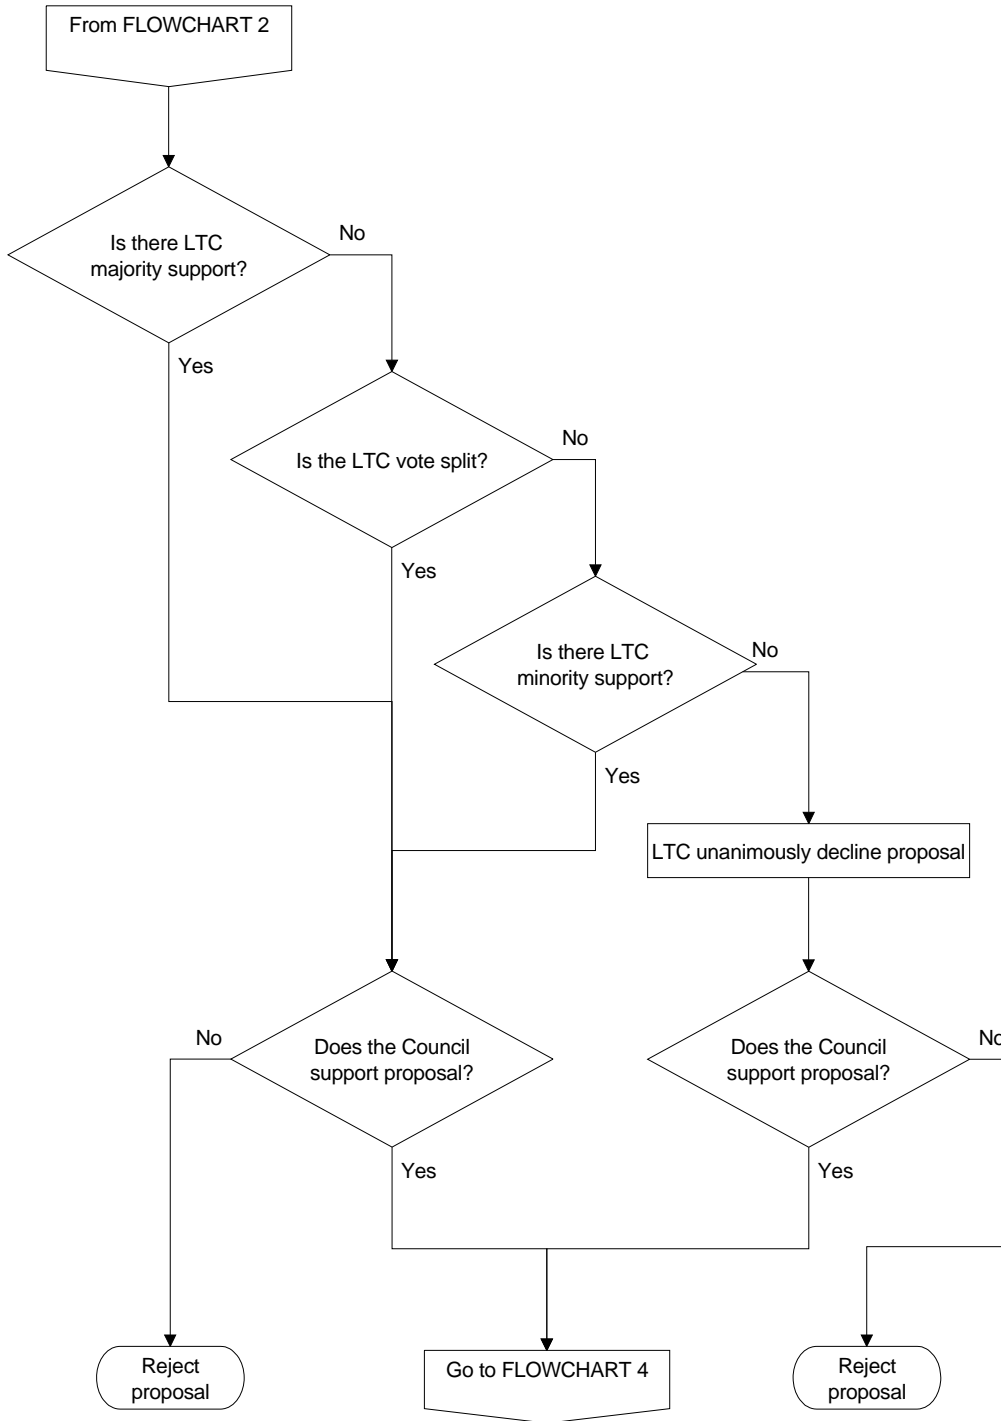 From FLOWCHART 2
Is there LTC
majority support?
No
Yes
Is the LTC vote split?
No
Yes
Is there LTC
minority support?
No
Yes
LTC unanimously decline proposal
Does the Council
support proposal?
No
Yes
Does the Council
support proposal?
No
Yes
Reject
proposal
Go to FLOWCHART 4
Reject
proposal